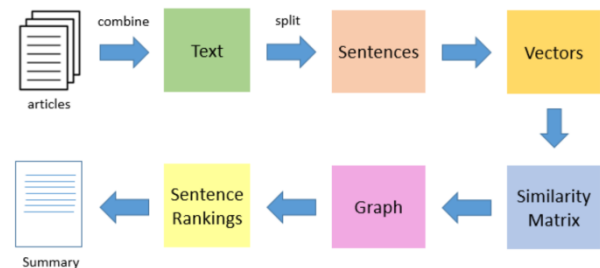 combine
split
Text
Sentences
Vectors
articles
Similarity
Matrix
Graph
Sentence
Rankings
Summary